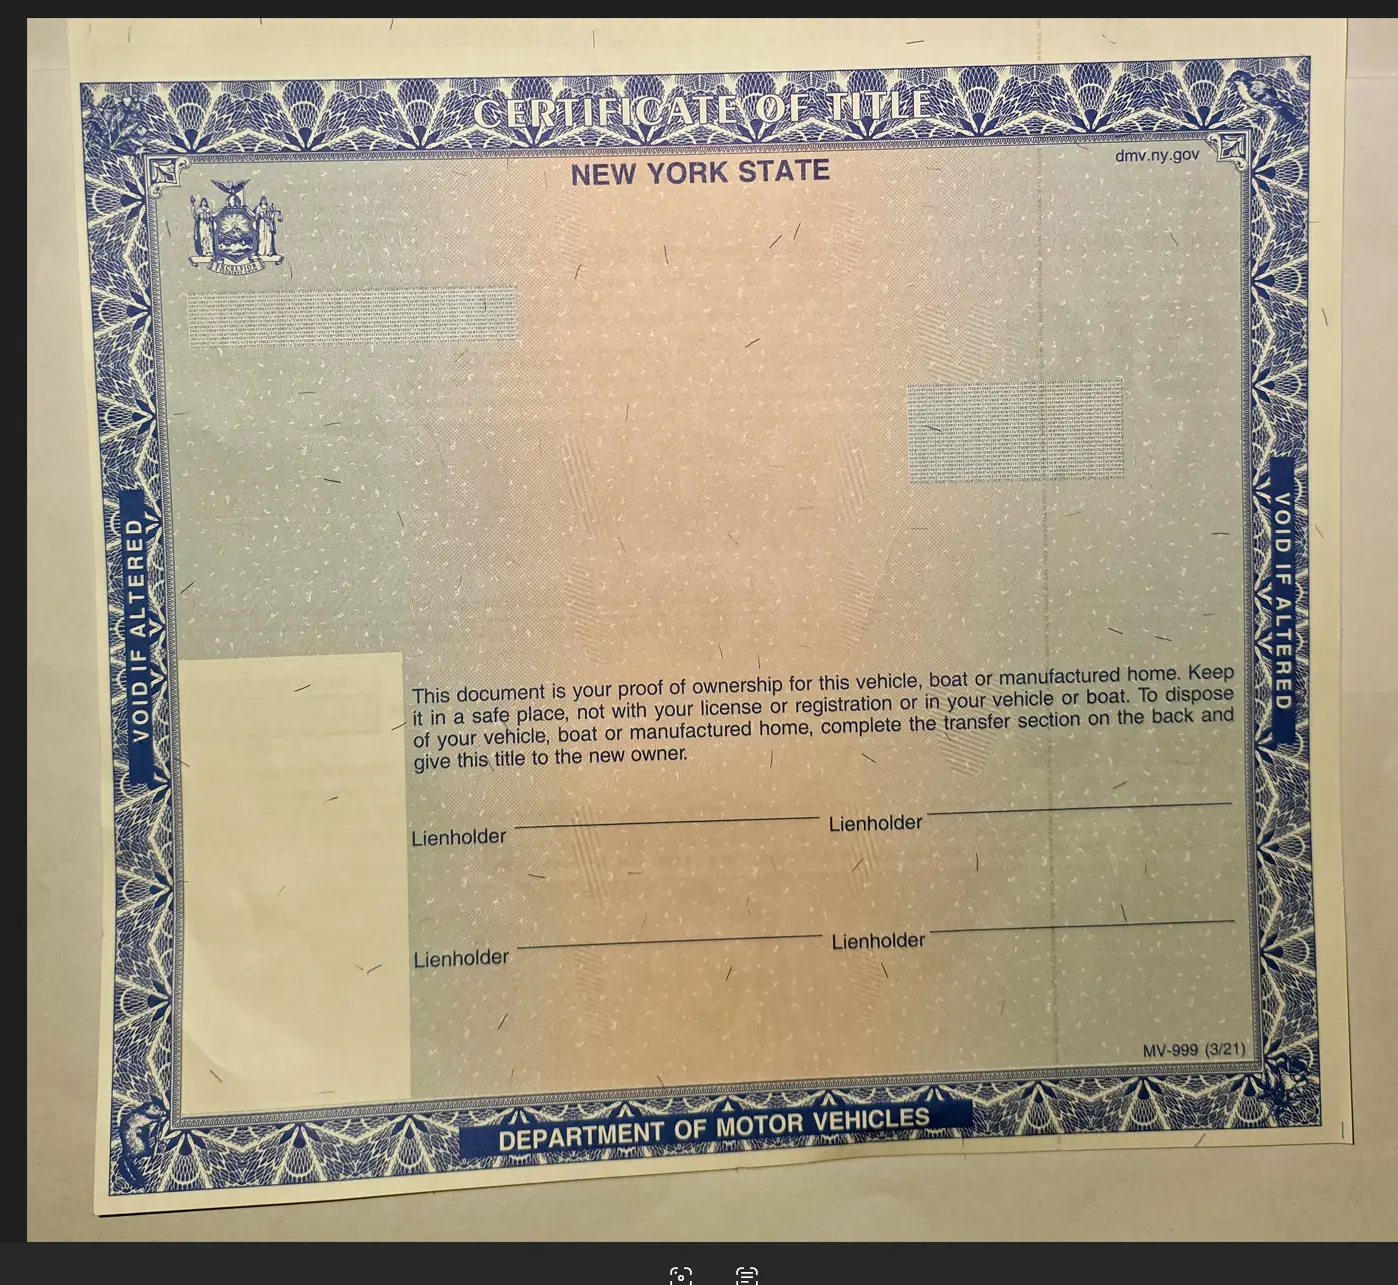 CERTIFICATE OF TITLE
NEW YORK STATE
dmv.ny.gov
EXCELSIOR
VOID IF ALTERED
VOID IF ALTERED
This document is your proof of ownership for this vehicle, boat or manufactured home. Keep
it in a safe place, not with your license or registration or in your vehicle or boat. To dispose
of your vehicle, boat or manufactured home, complete the transfer section on the back and
give this title to the new owner.
Lienholder
Lienholder
Lienholder
Lienholder
MV-999 (3/21)
DEPARTMENT OF MOTOR VEHICLES